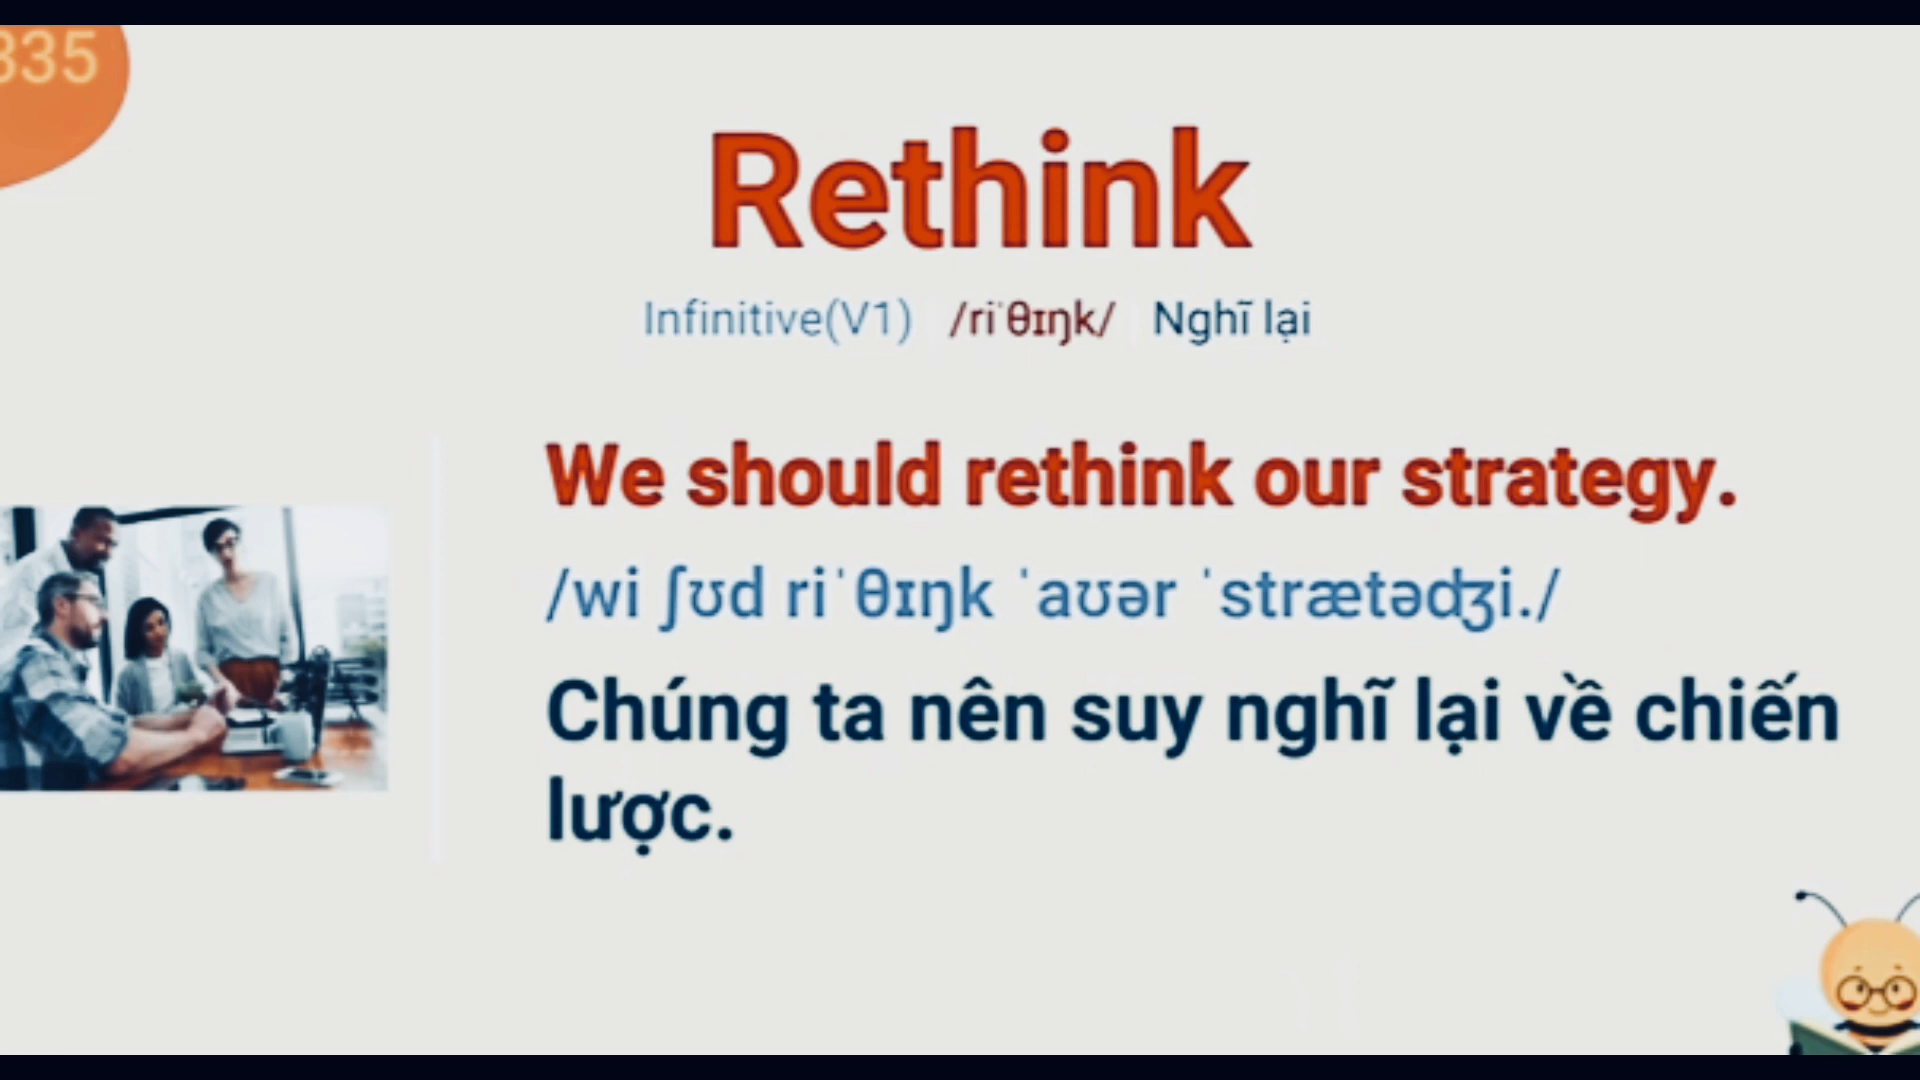 335
Rethink
Infinitive(V1) /riˈθɪŋk/ Nghĩ lại
We should rethink our strategy.
/wi ʃʊd riˈθɪŋk ˈaʊər ˈstrætəʤi./
Chúng ta nên suy nghĩ lại về chiến
lược.